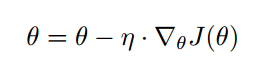 θ = θ − η · ∇θJ(θ)